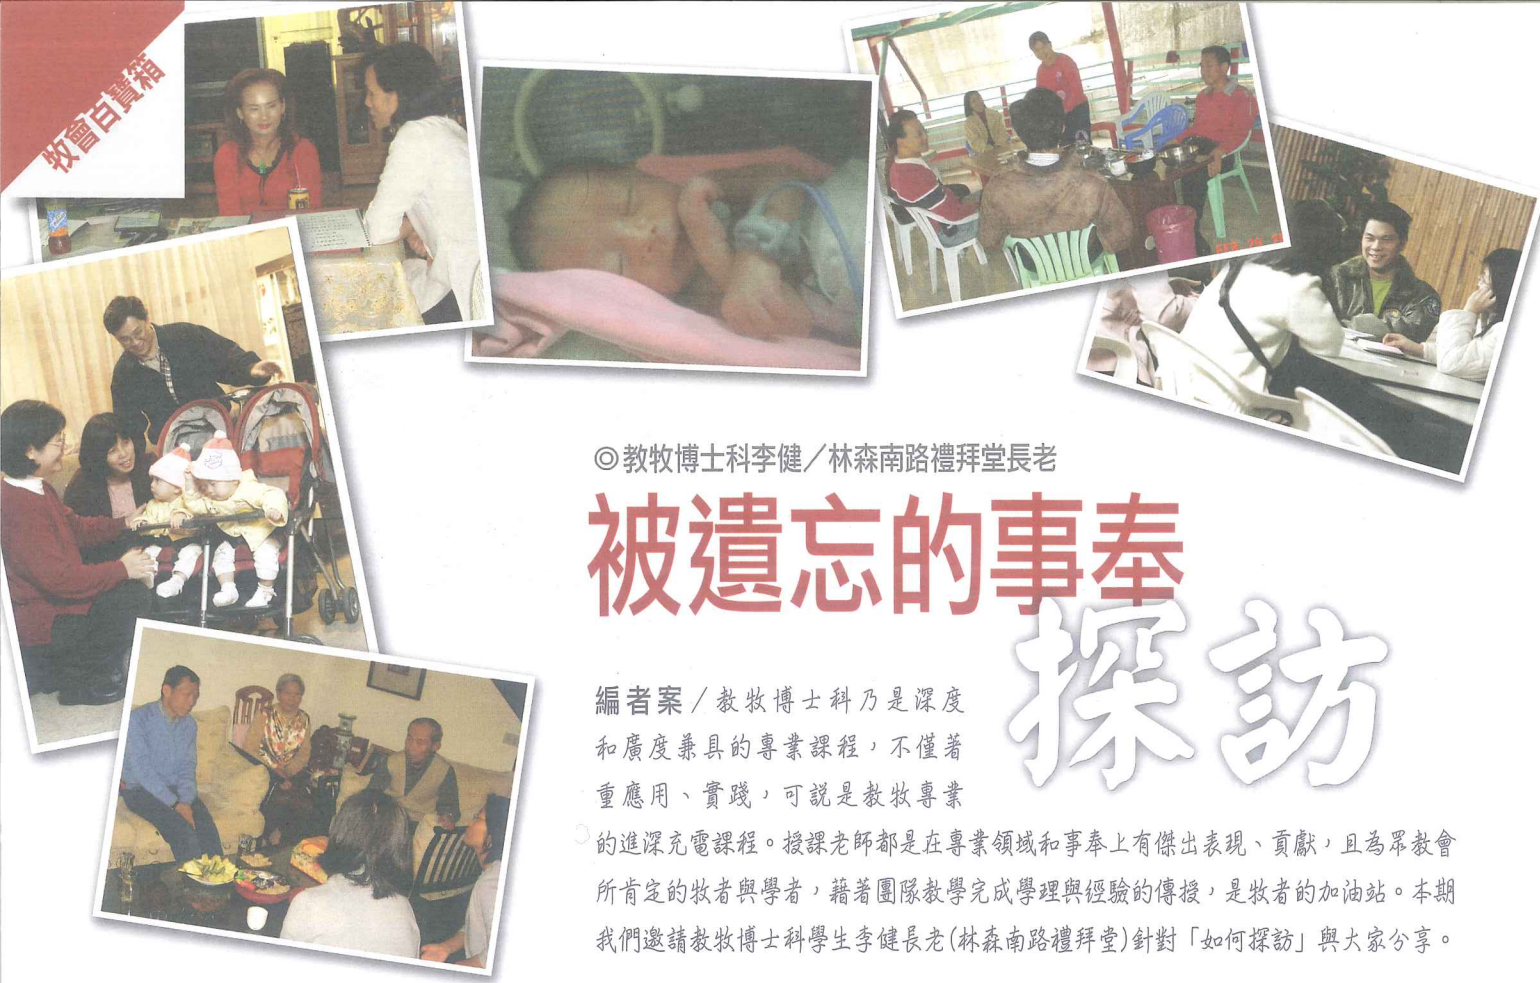 牧會百寶箱
◎教牧博士科李健／林森南路禮拜堂長老
被遺忘的事奉
探訪
編者案／教牧博士科乃是深度
和廣度兼具的專業課程，不僅著
重應用、實踐，可說是教牧專業
的進深充電課程。授課老師都是在專業領域和事奉上有傑出表現、貢獻，且為眾教會
所肯定的牧者與學者，藉著團隊教學完成學理與經驗的傳授，是牧者的加油站。本期
我們邀請教牧博士科學生李健長老(林森南路禮拜堂)針對「如何探訪」與大家分享。